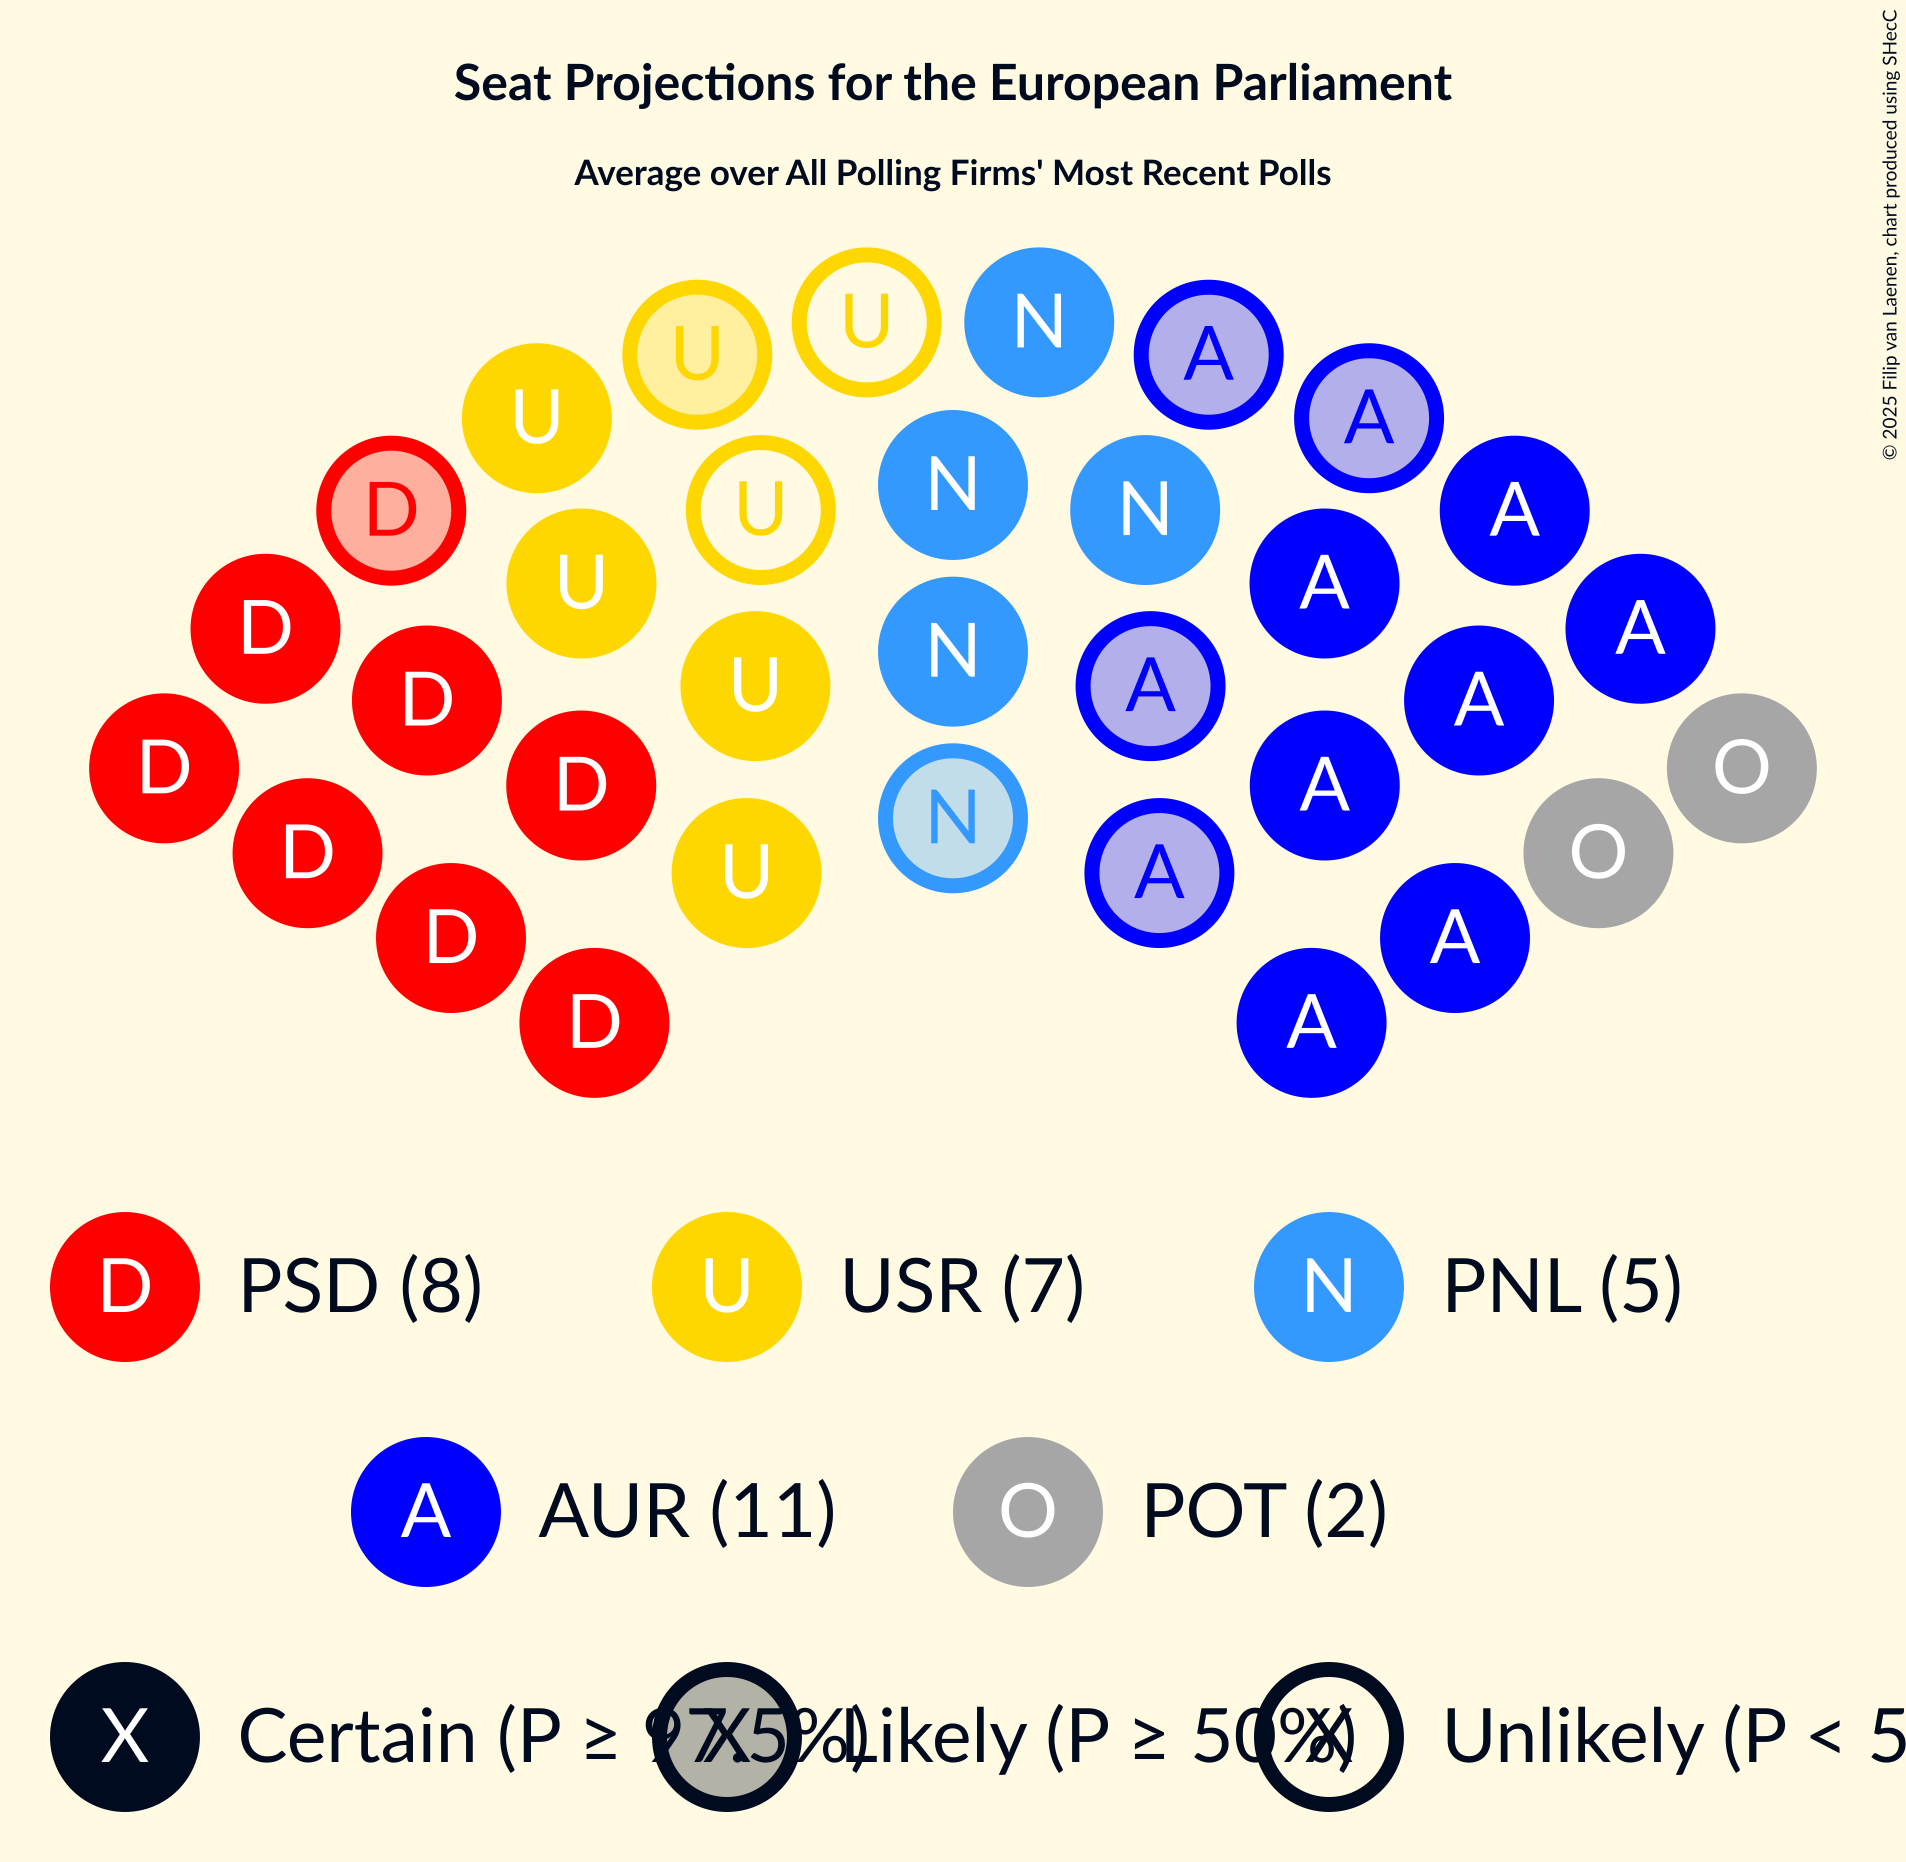 Seat Projections for the European Parliament
Average over All Polling Firms' Most Recent Polls
© 2025 Filip van Laenen, chart produced using SHecC
U U N A A
D U U N N A A
D D U U N A A A A
D D D U N A A O O
D D A A
D PSD (8) U USR (7) N PNL (5)
A AUR (11) O POT (2)
X Certain (P ≥ 97.5%) X Likely (P ≥ 50%) X Unlikely (P < 5